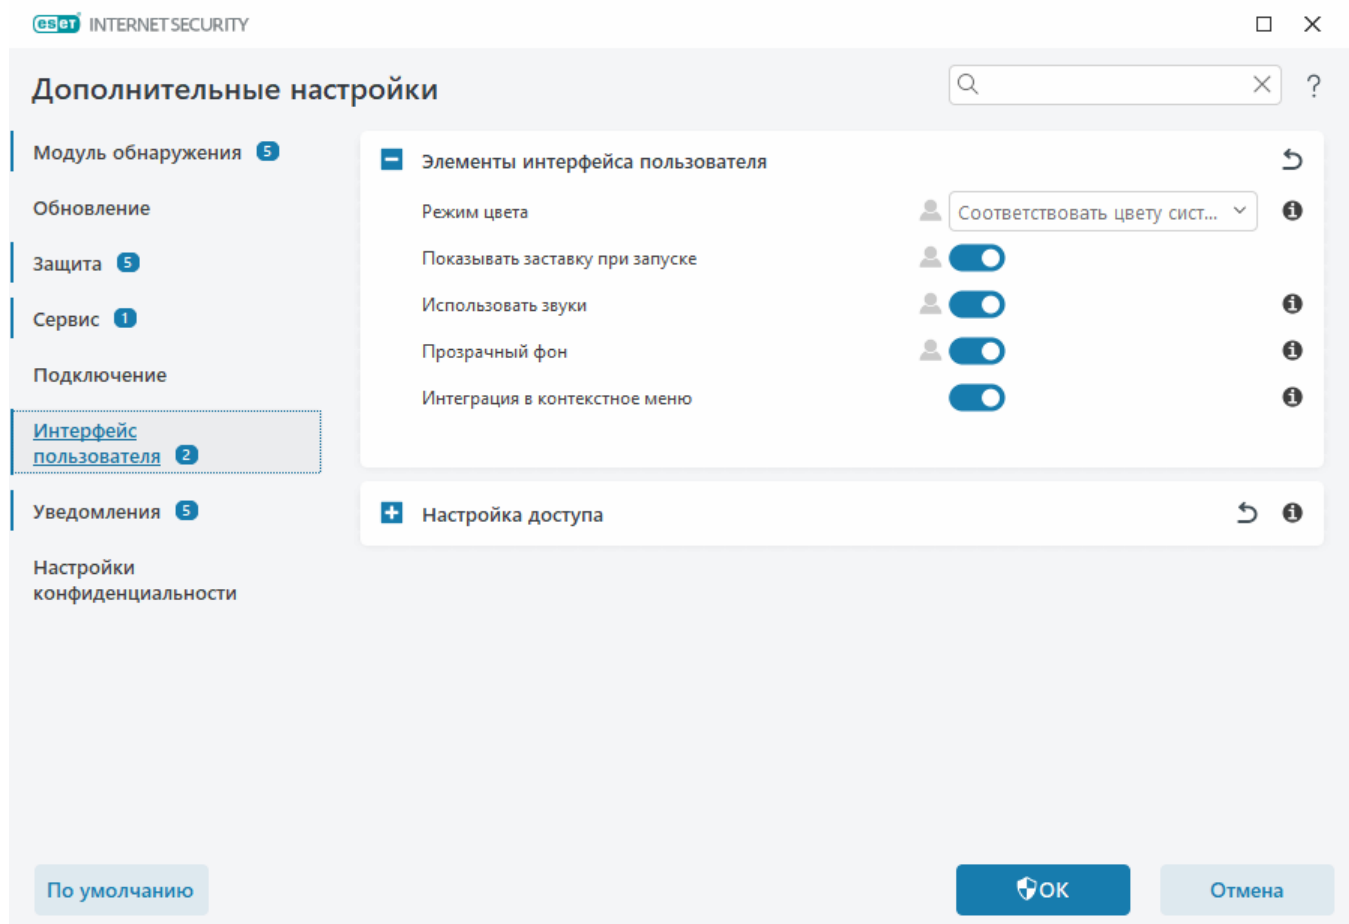 eset INTERNET SECURITY
Дополнительные настройки
?
Модуль обнаружения 5
Обновление
Защита 5
Сервис 1
Подключение
Интерфейс
пользователя 2
Уведомления 5
Настройки
конфиденциальности
Элементы интерфейса пользователя
Режим цвета
Соответствовать цвету сист...
Показывать заставку при запуске
Использовать звуки
Прозрачный фон
Интеграция в контекстное меню
Настройка доступа
По умолчанию
ОК
Отмена